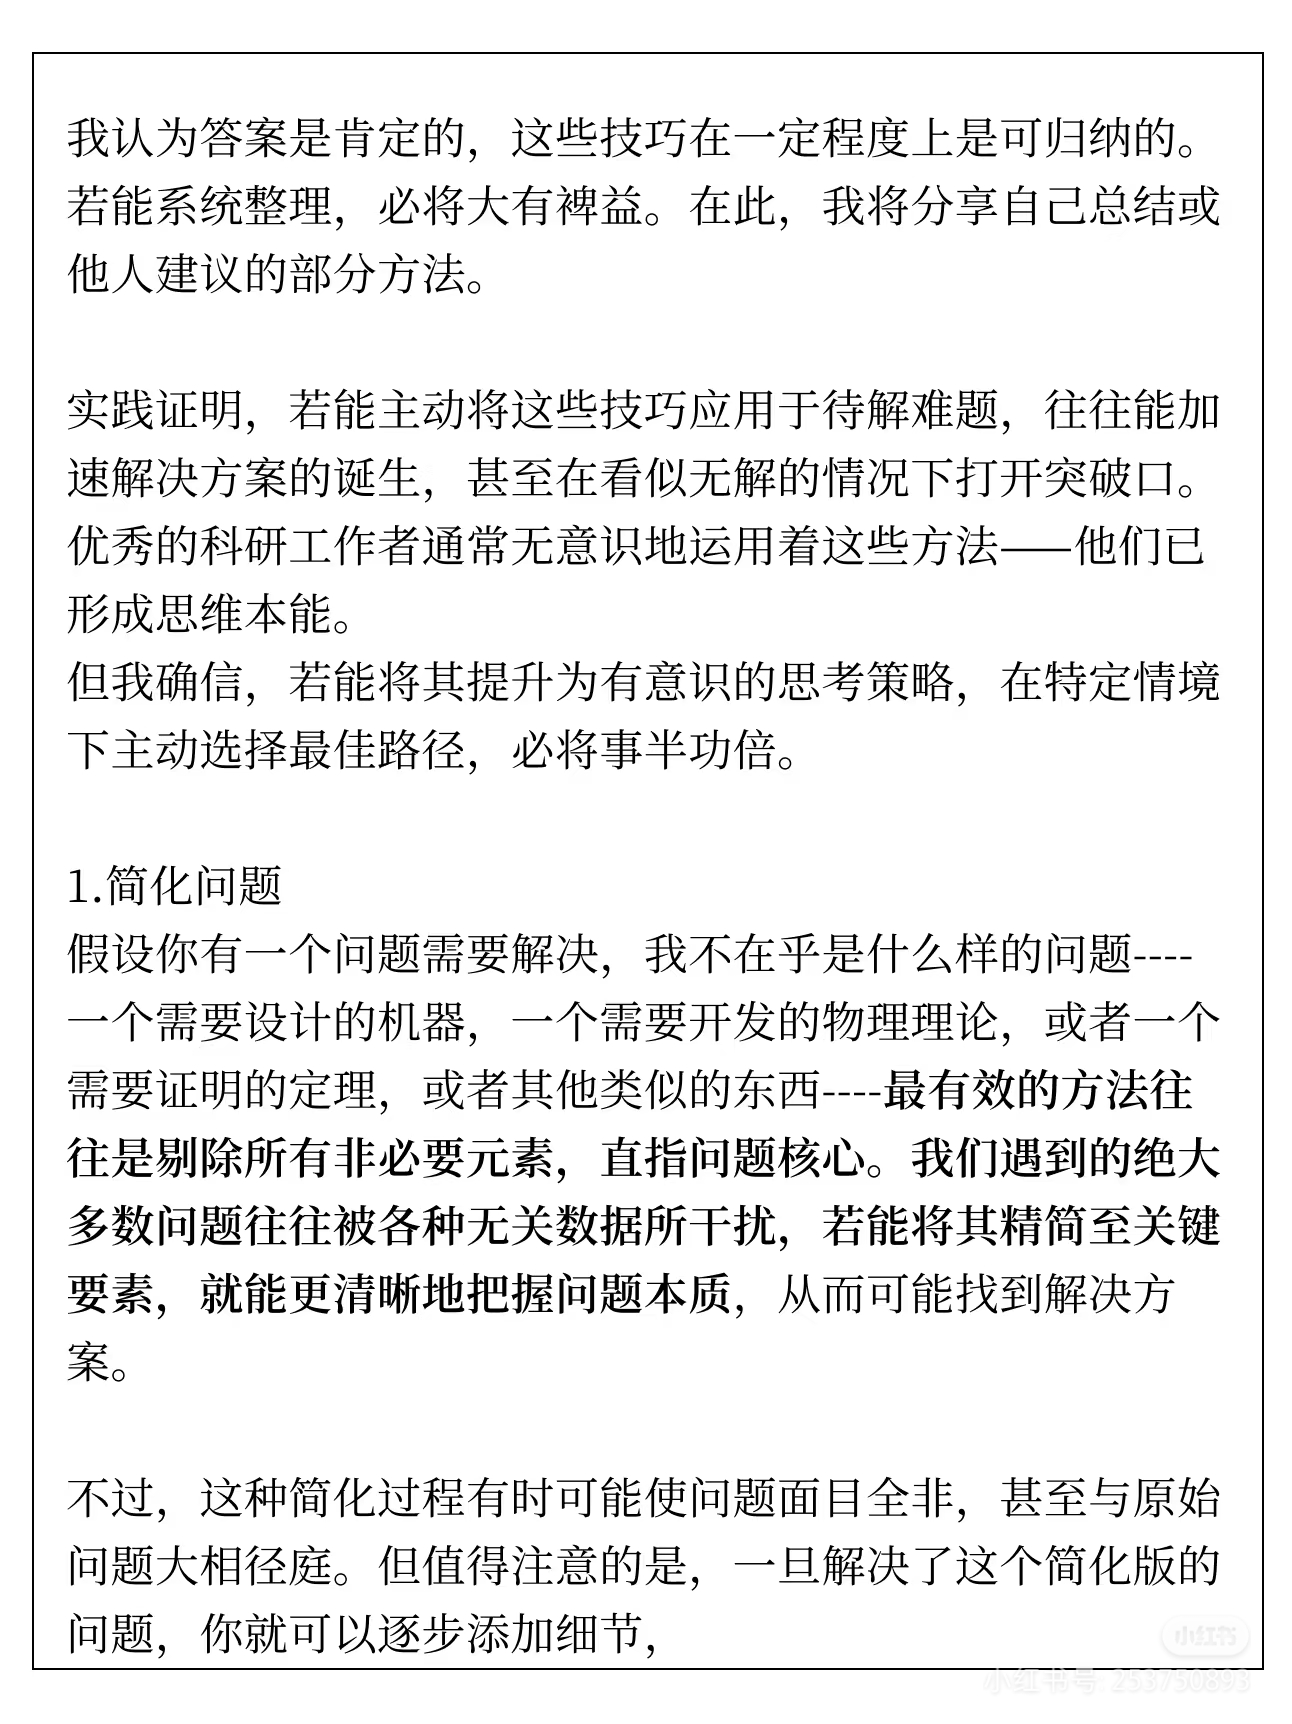 我认为答案是肯定的，这些技巧在一定程度上是可归纳的。
若能系统整理，必将大有裨益。在此，我将分享自己总结或
他人建议的部分方法。
实践证明，若能主动将这些技巧应用于待解难题，往往能加
速解决方案的诞生，甚至在看似无解的情况下打开突破口。
优秀的科研工作者通常无意识地运用着这些方法——他们已
形成思维本能。
但我确信，若能将其提升为有意识的思考策略，在特定情境
下主动选择最佳路径，必将事半功倍。
1.简化问题
假设你有一个问题需要解决，我不在乎是什么样的问题----
一个需要设计的机器，一个需要开发的物理理论，或者一个
需要证明的定理，或者其他类似的东西----最有效的方法往
往是剔除所有非必要元素，直指问题核心。我们遇到的绝大
多数问题往往被各种无关数据所干扰，若能将其精简至关键
要素，就能更清晰地把握问题本质，从而可能找到解决方
案。
不过，这种简化过程有时可能使问题面目全非，甚至与原始
问题大相径庭。但值得注意的是，一旦解决了这个简化版的
问题，你就可以逐步添加细节，
小红书
小红书号: 253750893